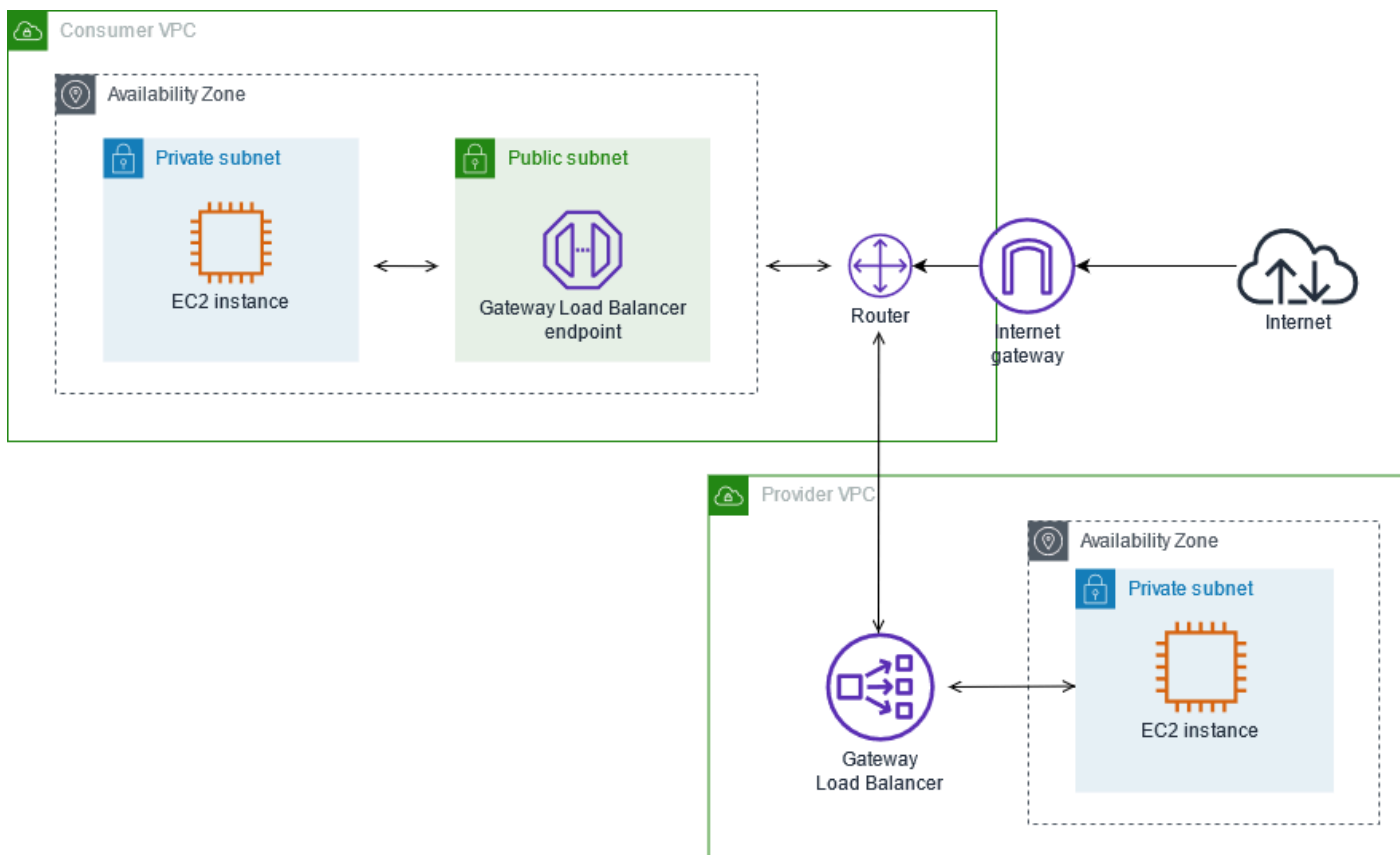 Consumer VPC
Availability Zone
Private subnet
Public subnet
EC2 instance
Gateway Load Balancer
endpoint
Router
Internet
gateway
Internet
Provider VPC
Availability Zone
Private subnet
EC2 instance
Gateway
Load Balancer